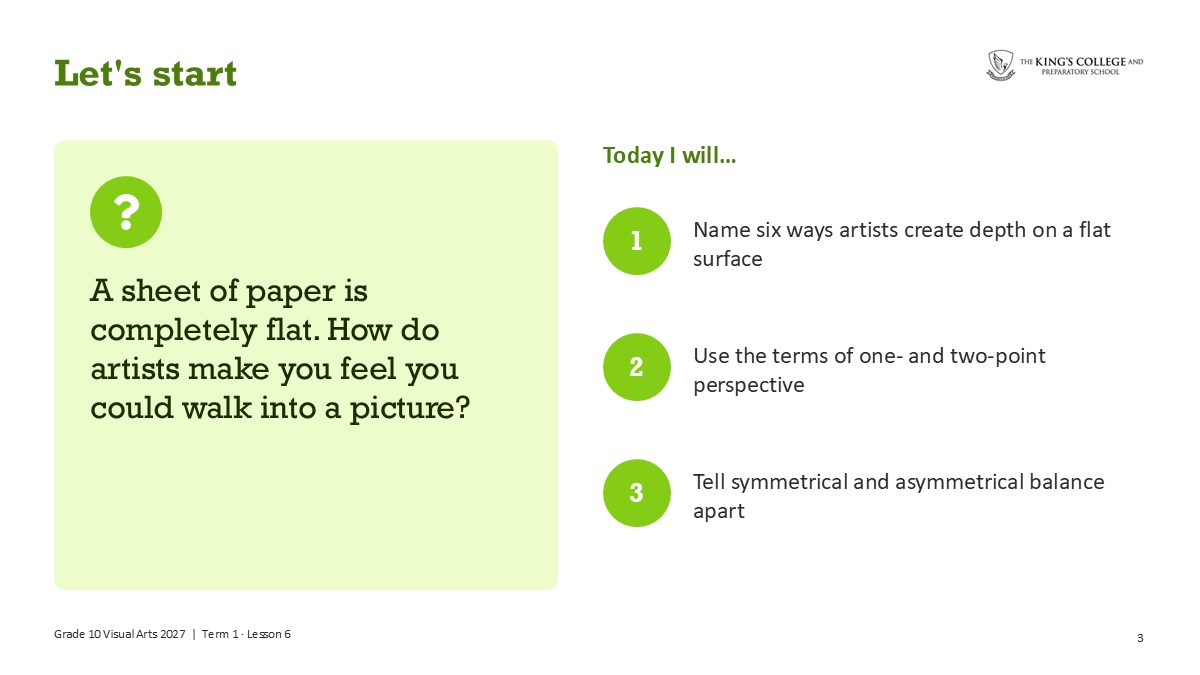 Let's start
THE KING'S COLLEGE AND
PREPARATORY SCHOOL
?
A sheet of paper is
completely flat. How do
artists make you feel you
could walk into a picture?
Today I will...
1
Name six ways artists create depth on a flat
surface
2
Use the terms of one- and two-point
perspective
3
Tell symmetrical and asymmetrical balance
apart
Grade 10 Visual Arts 2027 | Term 1 · Lesson 6
3